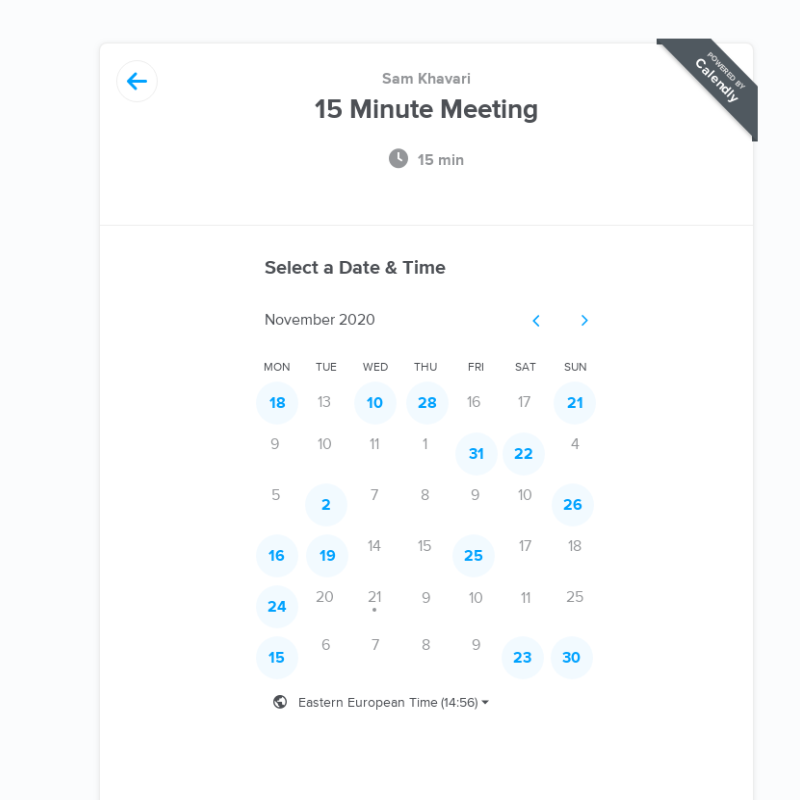 Sam Khavari
15 Minute Meeting
15 min
POWERED BY
Calendly
Select a Date & Time
November 2020
MON TUE WED THU FRI SAT SUN
18 13 10 28 16 17 21
9 10 11 1 31 22 4
5 2 7 8 9 10 26
16 19 14 15 25 17 18
24 20 21 9 10 11 25
15 6 7 8 9 23 30
Eastern European Time (14:56)